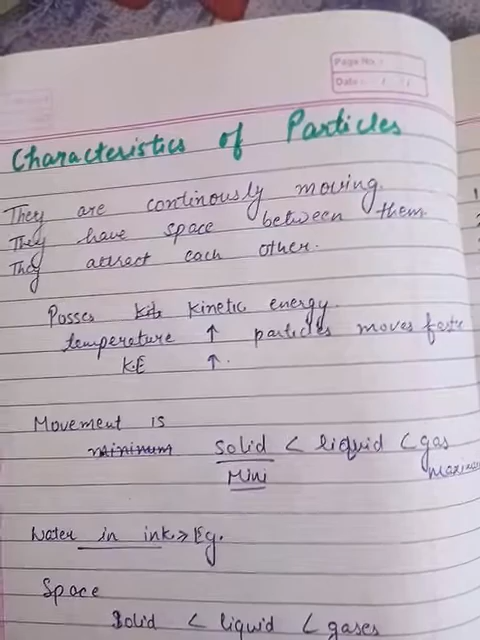 Page No.:
Date: / /
Characteristics of Particles
They are continously moving.
They have space between them.
They attract each other.
Posses kinetic energy.
temperature ↑ particles moves faste
K.E ↑.
Movement is
minimum solid < liquid < gas
Mini Maximu
Water in ink > Eg.
Space
Solid < liquid < gases